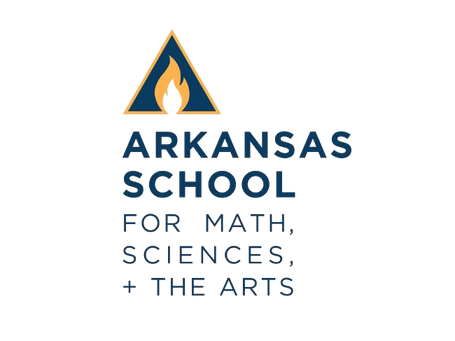 ARKANSAS
SCHOOL
FOR MATH,
SCIENCES,
+ THE ARTS